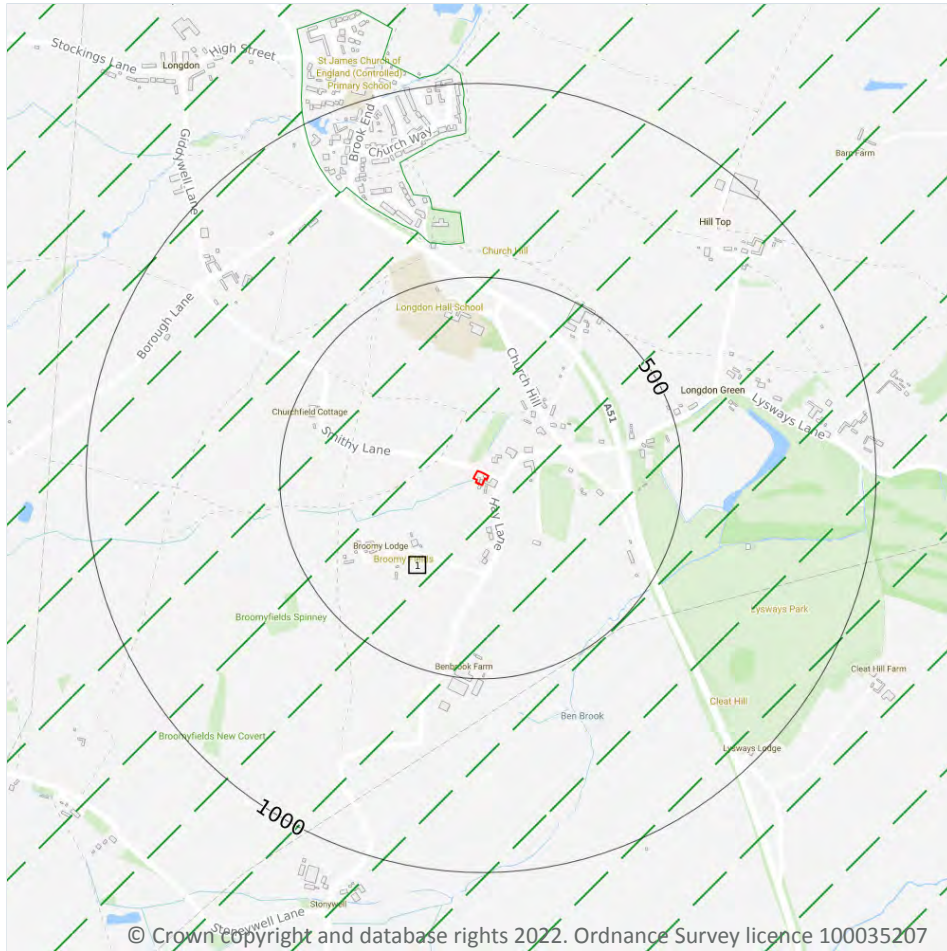 Stockings Lane
High Street
Longdon
St James Church of
England (Controlled)
Primary School
Brook End
Church Way
Giddywell Lane
Barn Farm
Hill Top
Church Hill
Longdon Hall School
Borough Lane
Church Hill
500
A51
Longdon Green
Lysways Lane
Churchfield Cottage
Smithy Lane
Hay Lane
Broomy Lodge
Broomy Fields
1
Broomyfields Spinney
Lysways Park
Benbrook Farm
Cleat Hill Farm
Cleat Hill
Ben Brook
Broomyfields New Covert
Lysways Lodge
1000
Stonywell
Stoneywell Lane
© Crown copyright and database rights 2022. Ordnance Survey licence 100035207